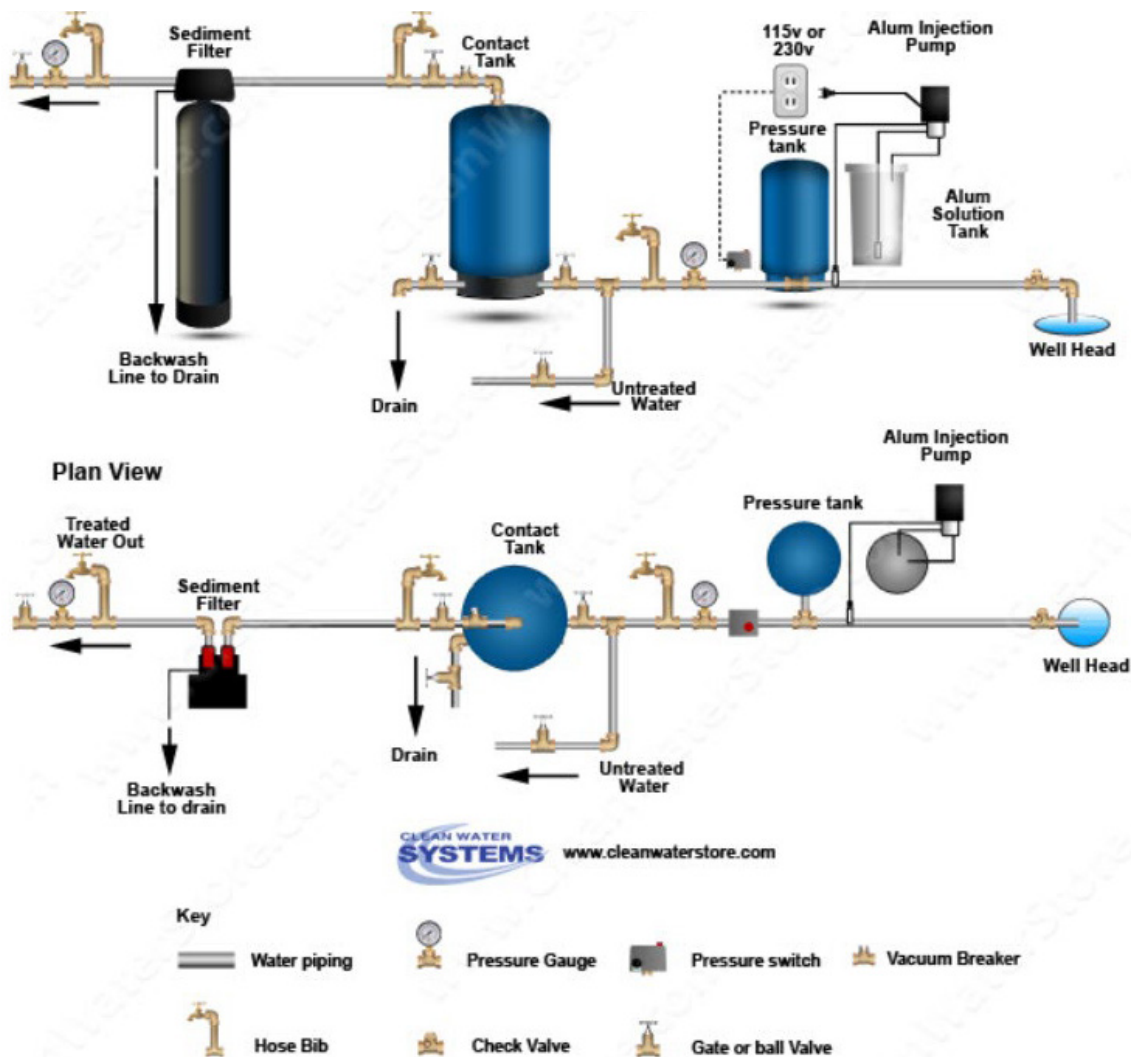 Sediment
Filter
Contact
Tank
115v or
230v
Alum Injection
Pump
Pressure
tank
Alum
Solution
Tank
Well Head
Backwash
Line to Drain
Drain
Untreated
Water
Plan View
Alum Injection
Pump
Treated
Water Out
Sediment
Filter
Contact
Tank
Pressure tank
Well Head
Drain
Untreated
Water
Backwash
Line to drain
CLEAN WATER
SYSTEMS
www.cleanwaterstore.com
Key
Water piping
Pressure Gauge
Pressure switch
Vacuum Breaker
Hose Bib
Check Valve
Gate or ball Valve